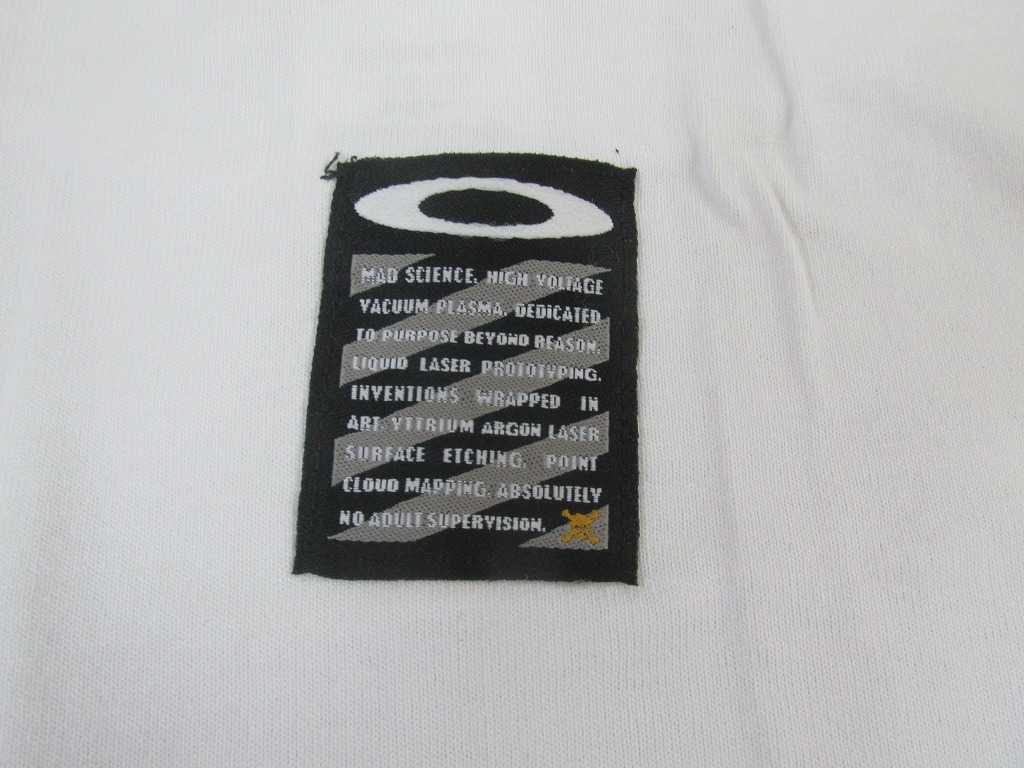 MAD SCIENCE. HIGH VOLTAGE
VACUUM PLASMA. DEDICATED
TO PURPOSE BEYOND REASON.
LIQUID LASER PROTOTYPING.
INVENTIONS WRAPPED IN
ART. YTTRIUM ARGON LASER
SURFACE ETCHING. POINT
CLOUD MAPPING. ABSOLUTELY
NO ADULT SUPERVISION.